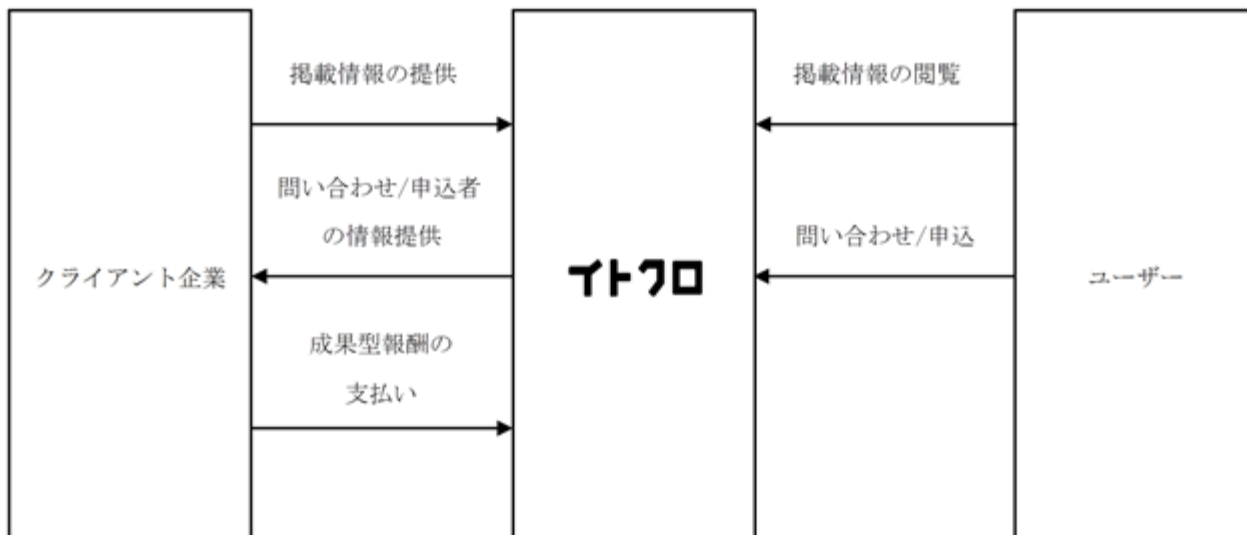 掲載情報の提供
掲載情報の閲覧
問い合わせ/申込者
の情報提供
問い合わせ/申込
クライアント企業
イトクロ
ユーザー
成果型報酬の
支払い